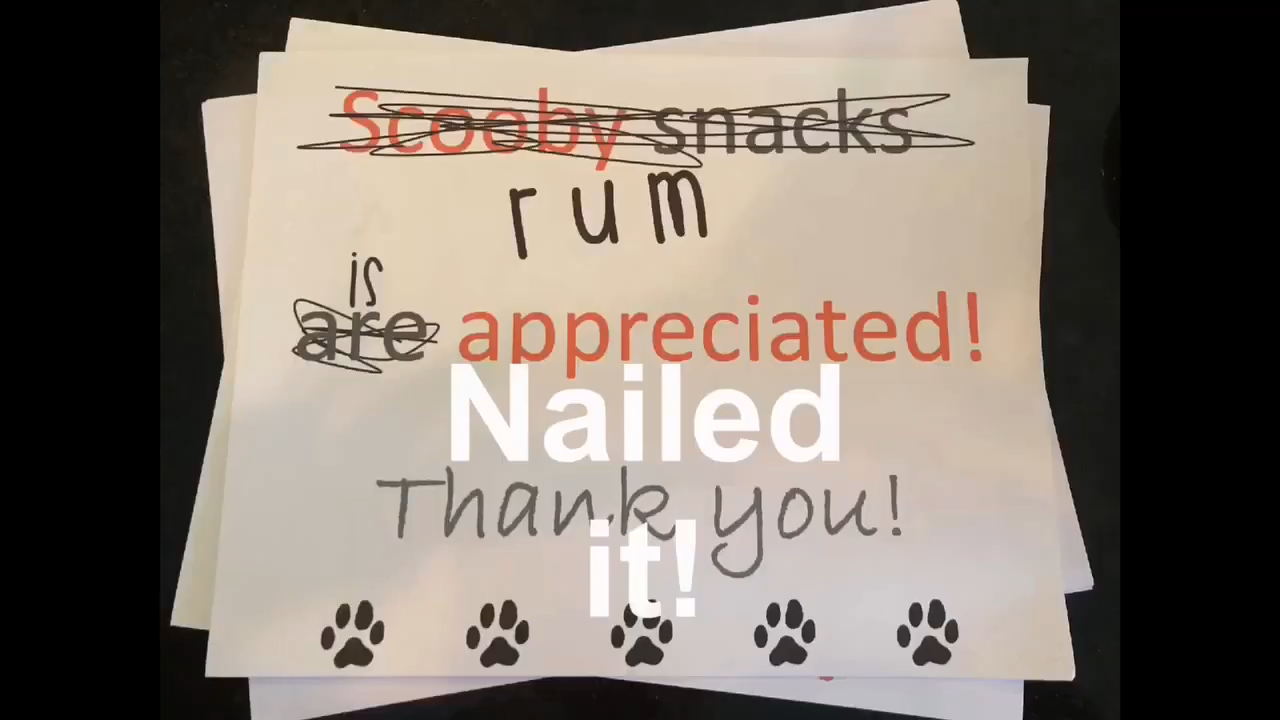 Scooby snacks
rum
is
are appreciated!
Nailed
Thank you!
it!